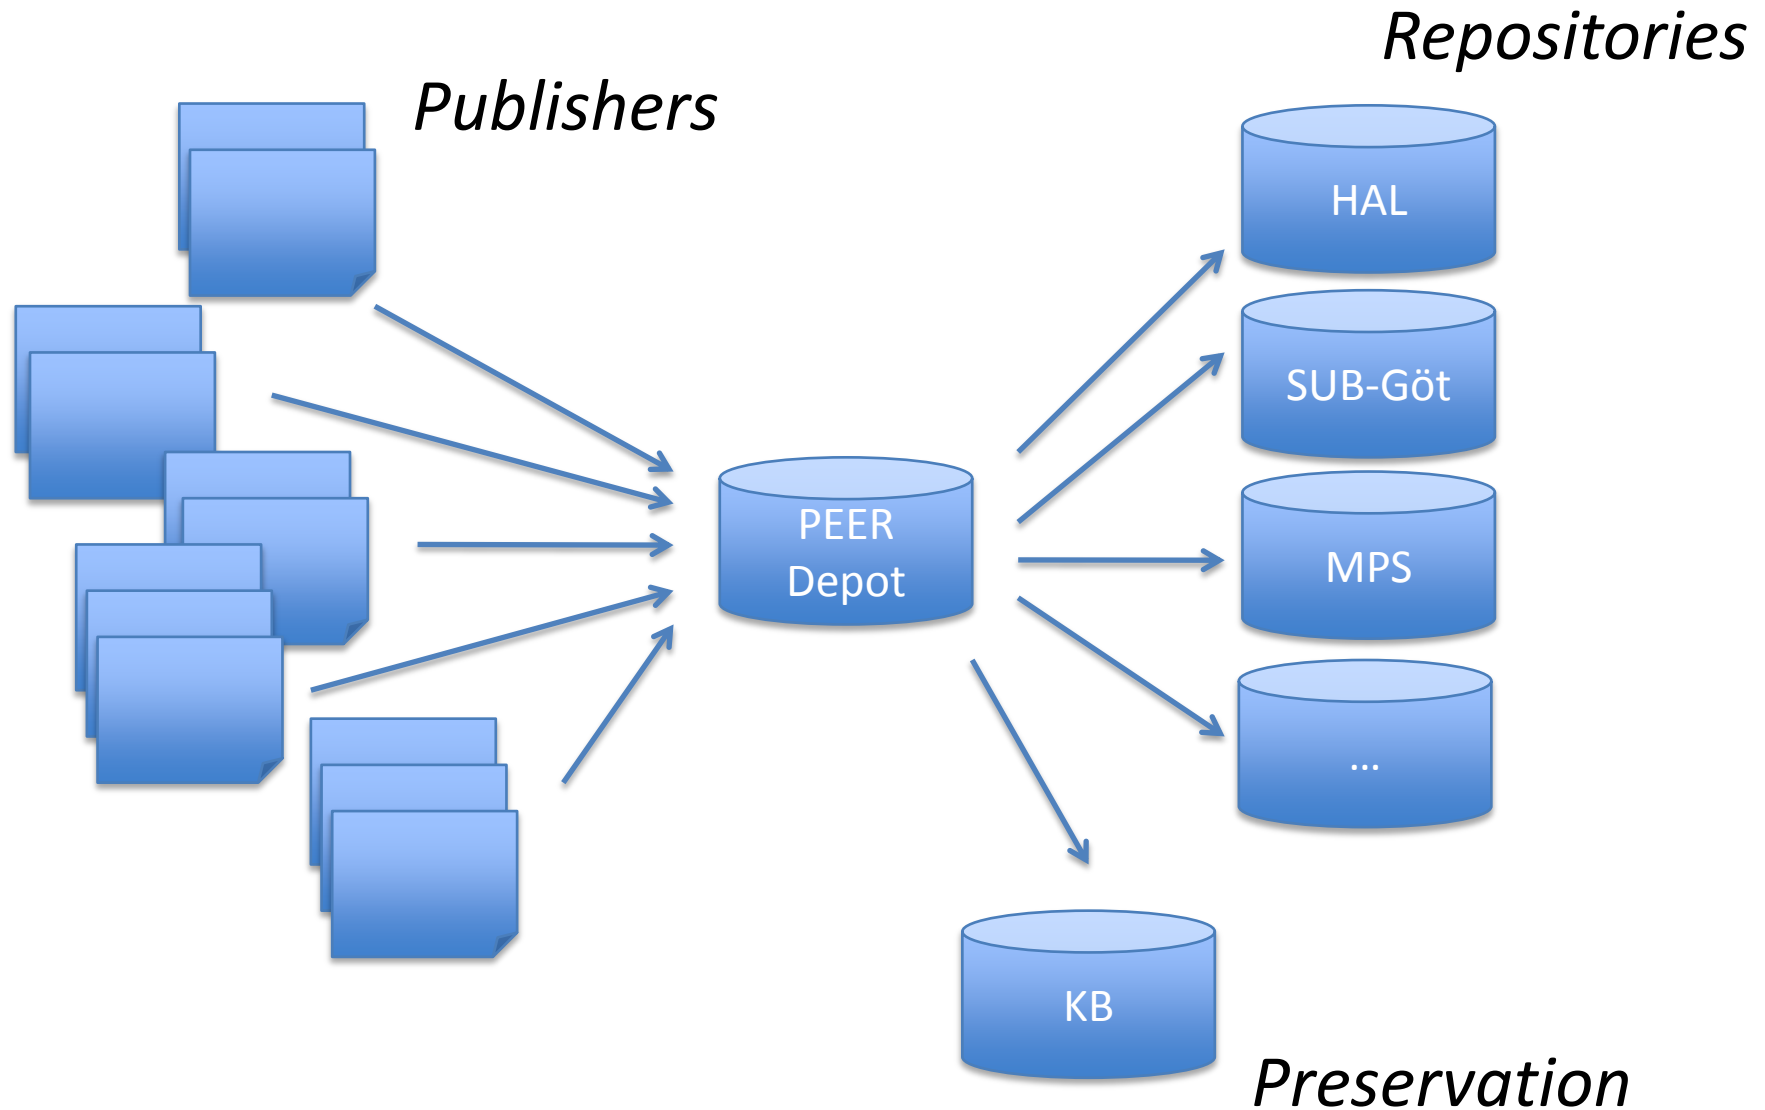 Repositories
Publishers
HAL
SUB-Göt
PEER
Depot
MPS
...
KB
Preservation